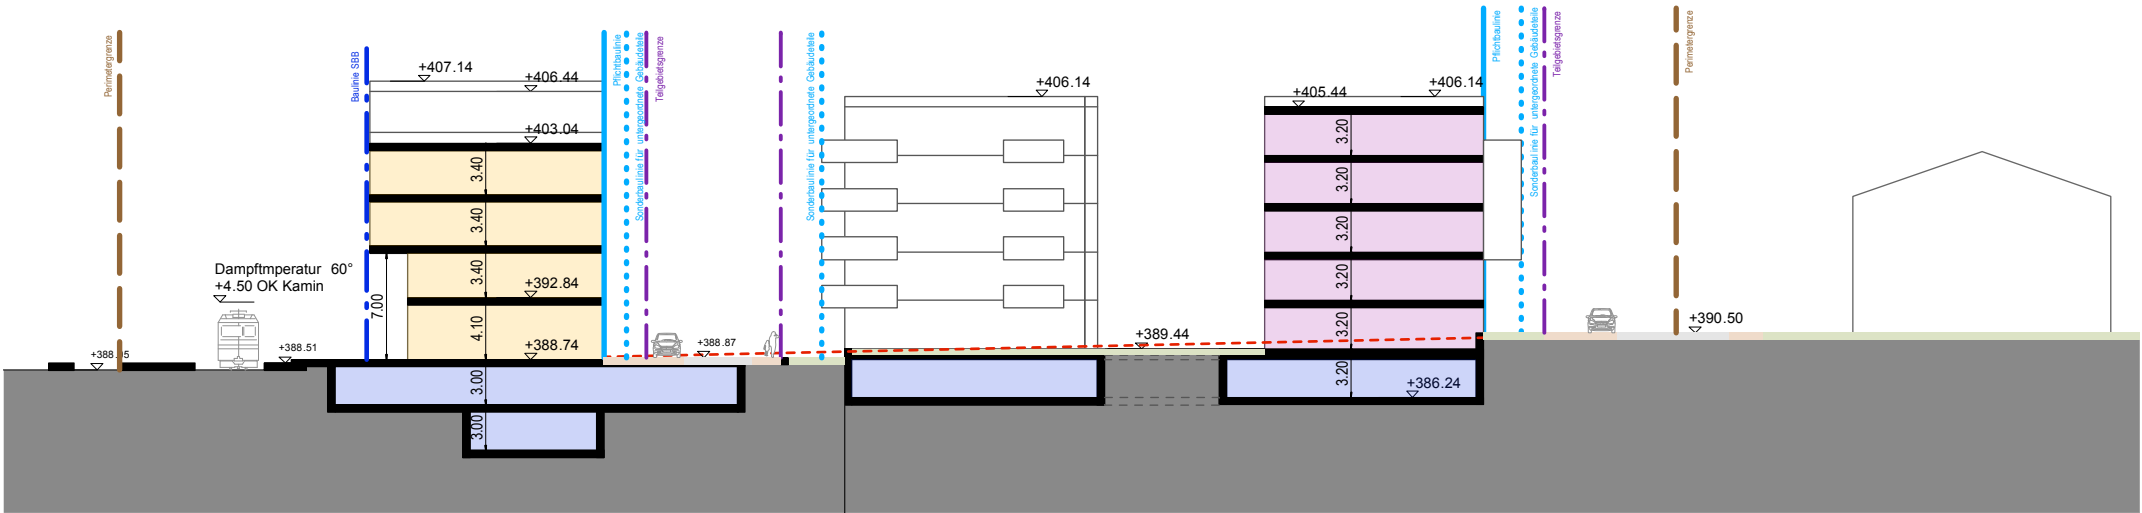 Perimetergrenze
Baulinie SBB
+407.14
+406.44
+403.04
3.40
3.40
3.40
+392.84
4.10
+388.74
7.00
3.00
3.00
Dampftmperatur 60°
+4.50 OK Kamin
+388.95
+388.51
Pflichtbaulinie
Sonderbaulinie für untergeordnete Gebäudeteile
Teilgebietsgrenze
+388.87
Sonderbaulinie für untergeordnete Gebäudeteile
+406.14
+389.44
+405.44
+406.14
3.20
3.20
3.20
3.20
3.20
3.20
+386.24
Pflichtbaulinie
Sonderbaulinie für untergeordnete Gebäudeteile
Teilgebietsgrenze
Perimetergrenze
+390.50